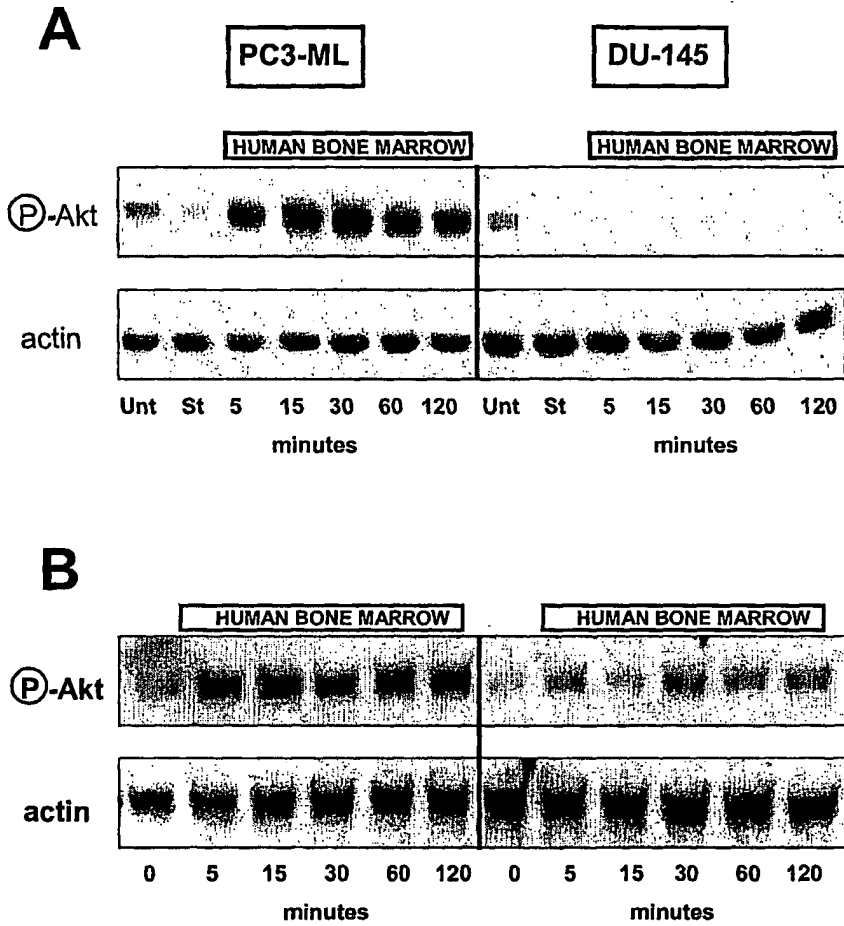 A
PC3-ML DU-145
HUMAN BONE MARROW HUMAN BONE MARROW
Ⓟ-Akt
actin
Unt St 5 15 30 60 120 Unt St 5 15 30 60 120
minutes minutes
B
HUMAN BONE MARROW HUMAN BONE MARROW
Ⓟ-Akt
actin
0 5 15 30 60 120 0 5 15 30 60 120
minutes minutes